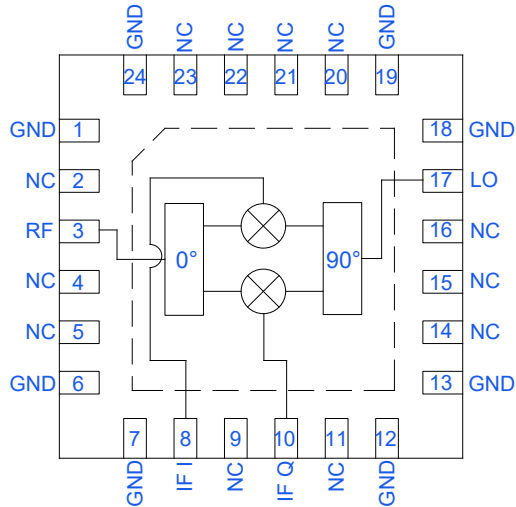 GND
NC
NC
NC
NC
GND
24
23
22
21
20
19
GND 1
18 GND
NC 2
17 LO
RF 3
16 NC
0°
90°
NC 4
15 NC
NC 5
14 NC
GND 6
13 GND
7
8
9
10
11
12
GND
IF I
NC
IF Q
NC
GND